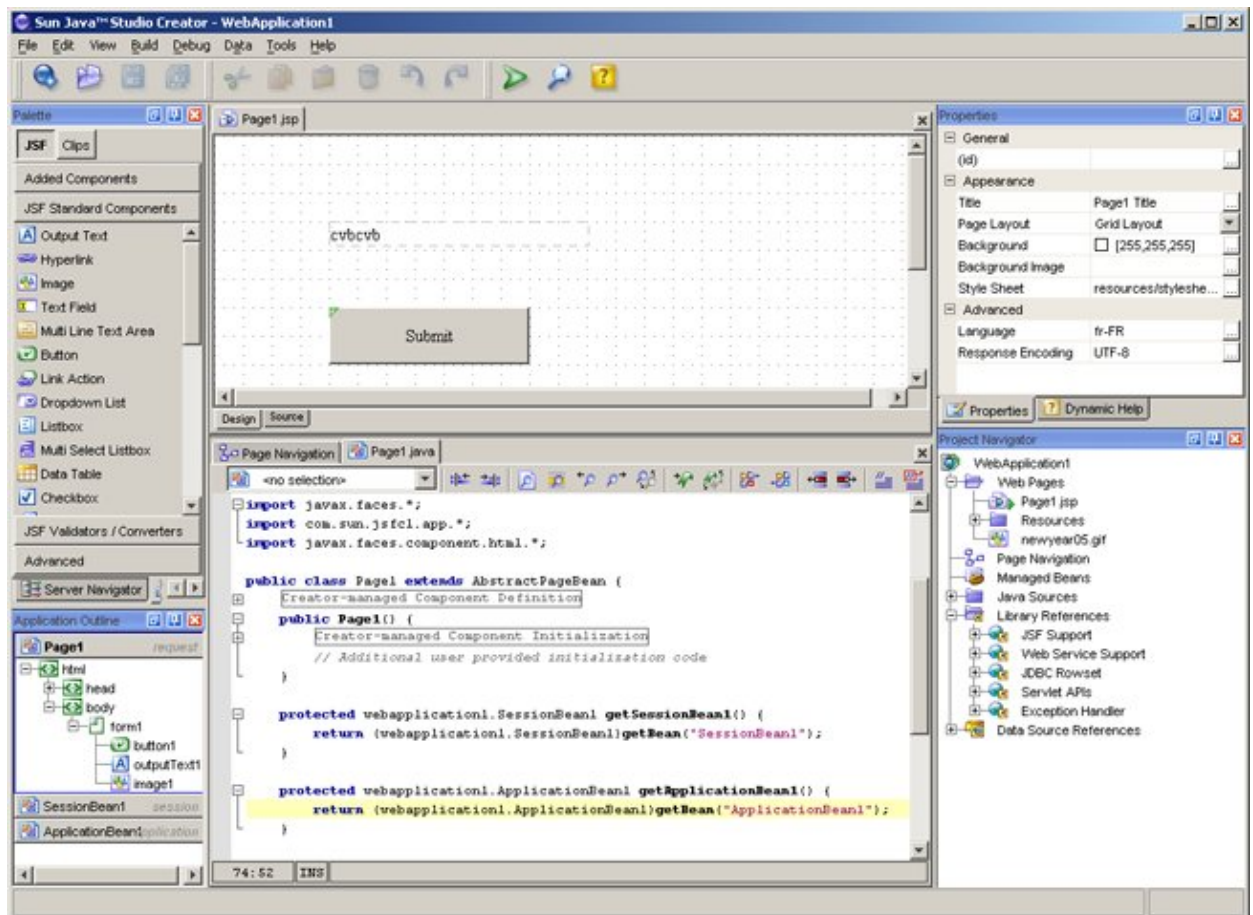 Sun Java™ Studio Creator - WebApplication1
File Edit View Build Debug Data Tools Help
Palette
JSF Clips
Added Components
JSF Standard Components
Output Text
Hyperlink
Image
Text Field
Multi Line Text Area
Button
Link Action
Dropdown List
Listbox
Multi Select Listbox
Data Table
Checkbox
JSF Validators / Converters
Advanced
Server Navigator
Application Outline
Page1 request
html
head
body
form1
button1
outputText1
image1
SessionBean1 session
ApplicationBean1
Page1.jsp
cvbcvb
Submit
Design Source
Page Navigation Page1.java
<no selection>
import javax.faces.*;
import com.sun.jsfcl.app.*;
import javax.faces.component.html.*;
public class Page1 extends AbstractPageBean {
Creator-managed Component Definition
public Page1() {
Creator-managed Component Initialization
// Additional user provided initialization code
}
protected webapplication1.SessionBean1 getSessionBean1() {
return (webapplication1.SessionBean1)getBean("SessionBean1");
}
protected webapplication1.ApplicationBean1 getApplicationBean1() {
return (webapplication1.ApplicationBean1)getBean("ApplicationBean1");
}
74:52 INS
Properties
General
(id)
Appearance
Title Page1 Title
Page Layout Grid Layout
Background [255,255,255]
Background Image
Style Sheet resources/styleshe...
Advanced
Language fr-FR
Response Encoding UTF-8
Properties Dynamic Help
Project Navigator
WebApplication1
Web Pages
Page1.jsp
Resources
newyear05.gif
Page Navigation
Managed Beans
Java Sources
Library References
JSF Support
Web Service Support
JDBC Rowset
Servlet APIs
Exception Handler
Data Source References